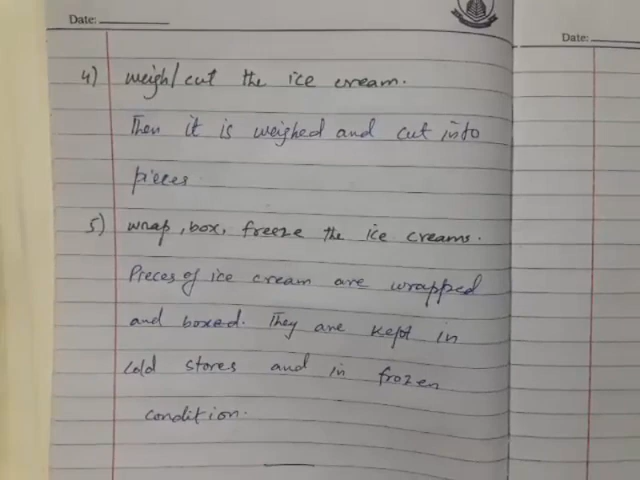 Date:
Date:
4) weigh/cut the ice cream.
Then it is weighed and cut into
pieces.
5) wrap, box, freeze the ice creams.
Pieces of ice cream are wrapped
and boxed. They are kept in
cold stores and in frozen
condition.